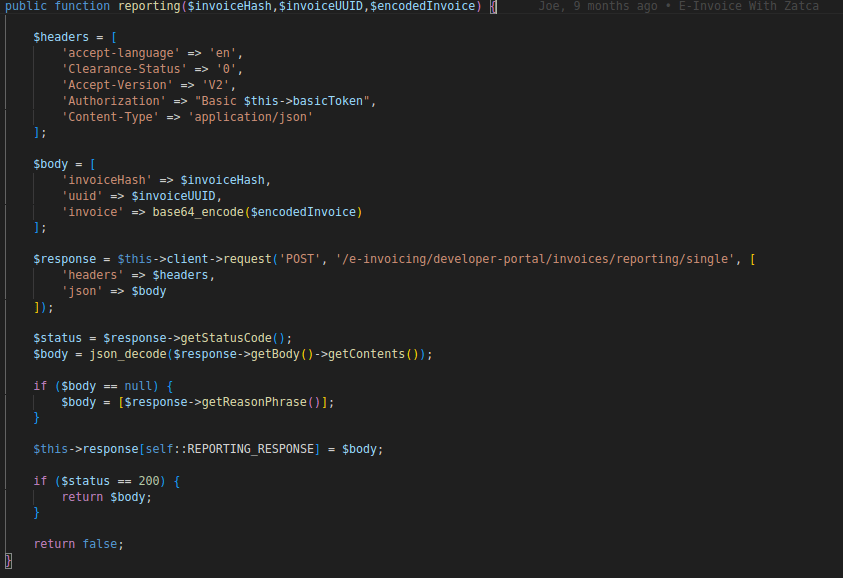 public function reporting($invoiceHash,$invoiceUUID,$encodedInvoice) { Joe, 9 months ago • E-Invoice With Zatca
$headers = [
'accept-language' => 'en',
'Clearance-Status' => '0',
'Accept-Version' => 'V2',
'Authorization' => "Basic $this->basicToken",
'Content-Type' => 'application/json'
];
$body = [
'invoiceHash' => $invoiceHash,
'uuid' => $invoiceUUID,
'invoice' => base64_encode($encodedInvoice)
];
$response = $this->client->request('POST', '/e-invoicing/developer-portal/invoices/reporting/single', [
'headers' => $headers,
'json' => $body
]);
$status = $response->getStatusCode();
$body = json_decode($response->getBody()->getContents());
if ($body == null) {
$body = [$response->getReasonPhrase()];
}
$this->response[self::REPORTING_RESPONSE] = $body;
if ($status == 200) {
return $body;
}
return false;
}